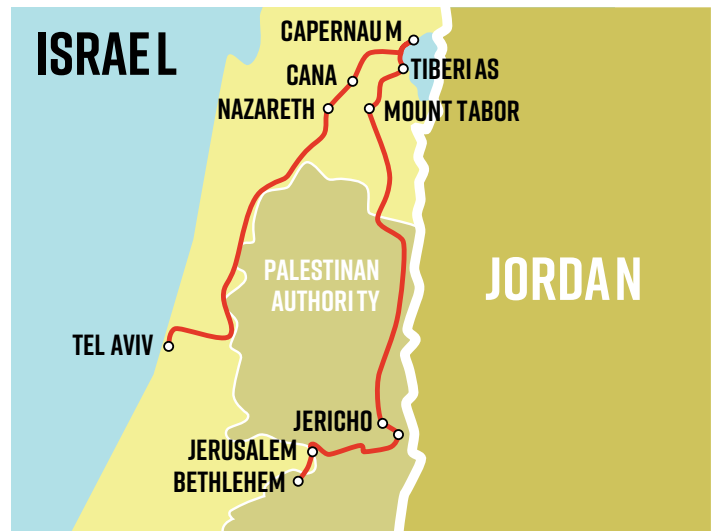 ISRAEL
CAPERNAUM
CANA
TIBERIAS
NAZARETH
MOUNT TABOR
PALESTINAN
AUTHORITY
JORDAN
TEL AVIV
JERICHO
JERUSALEM
BETHLEHEM